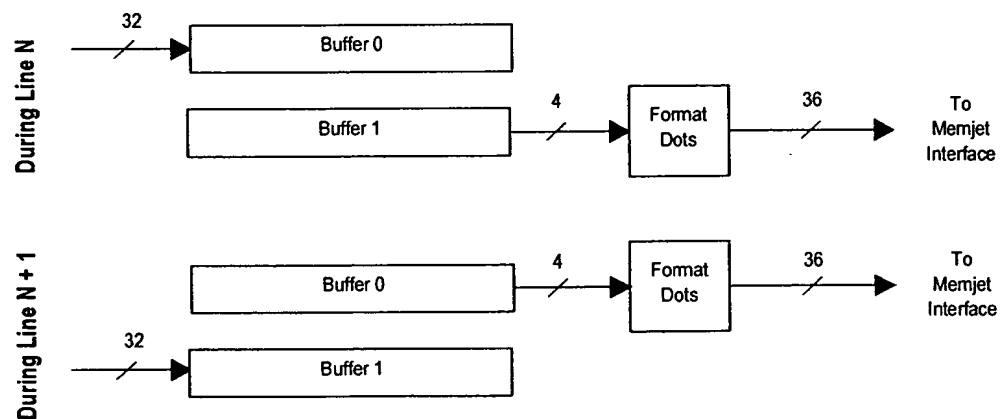 During Line N
32
Buffer 0
Buffer 1
4
Format
Dots
36
To
Memjet
Interface
During Line N + 1
Buffer 0
4
Format
Dots
36
To
Memjet
Interface
32
Buffer 1